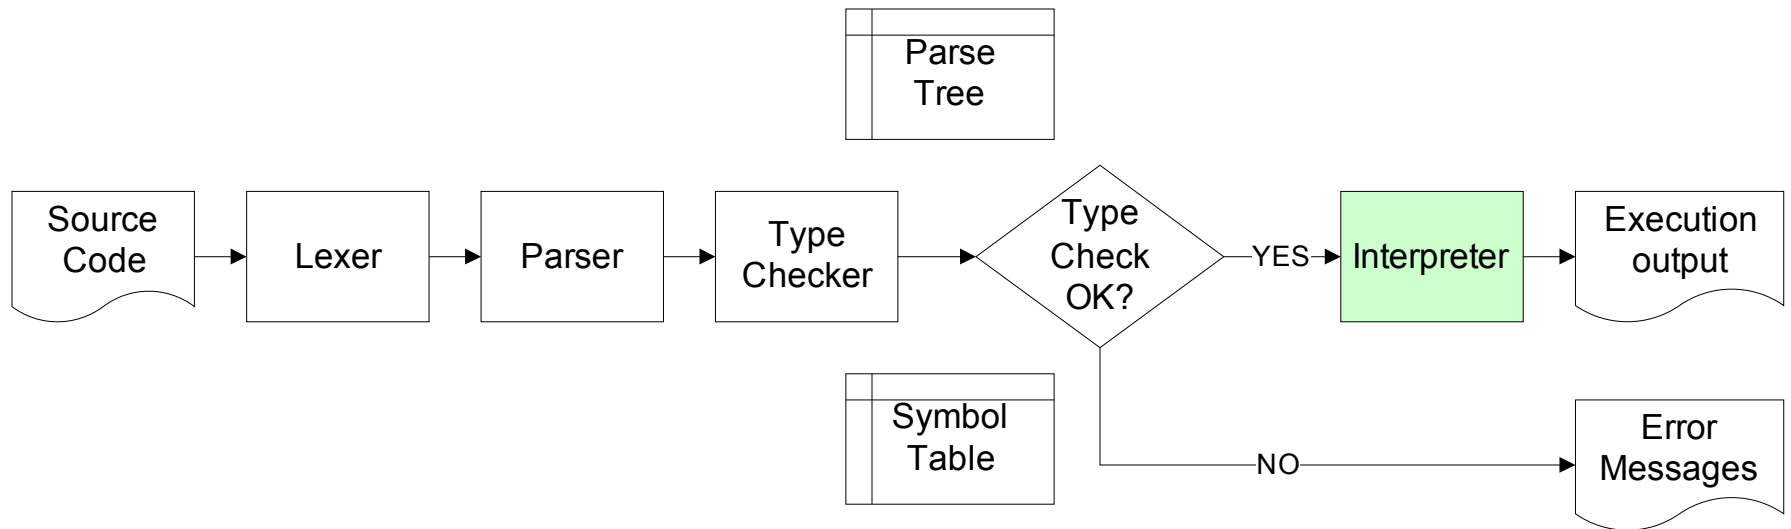 Parse
Tree
Source
Code
Lexer
Parser
Type
Checker
Type
Check
OK?
YES
Interpreter
Execution
output
Symbol
Table
NO
Error
Messages